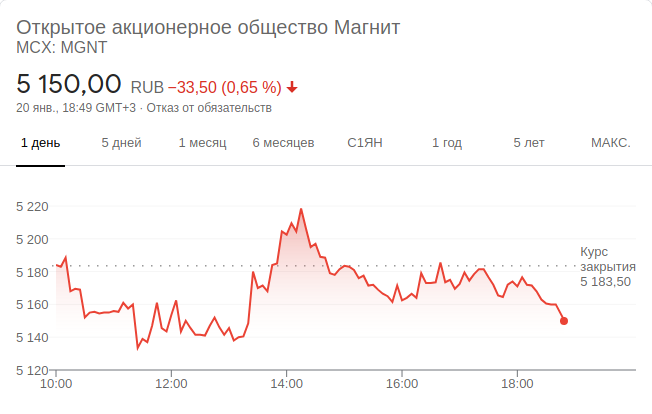 Открытое акционерное общество Магнит
MCX: MGNT
5 150,00 RUB −33,50 (0,65 %)
20 янв., 18:49 GMT+3 · Отказ от обязательств
1 день 5 дней 1 месяц 6 месяцев С1ЯН 1 год 5 лет МАКС.
5 220
5 200
5 180
5 160
5 140
5 120
Курс
закрытия
5 183,50
10:00 12:00 14:00 16:00 18:00